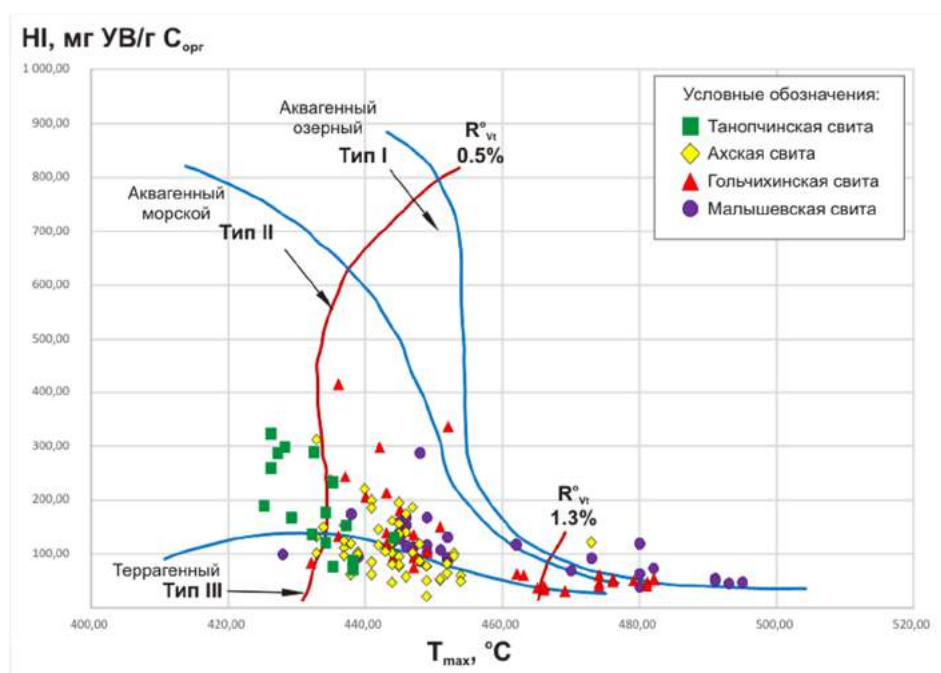 HI, мг УВ/г Cорг
1 000,00
900,00
800,00
700,00
600,00
500,00
400,00
300,00
200,00
100,00
Аквагенный
озерный
Тип I
R°Vt
0.5%
Аквагенный
морской
Тип II
Террагенный
Тип III
R°Vt
1.3%
Условные обозначения:
Танопчинская свита
Ахская свита
Гольчихинская свита
Малышевская свита
400,00 420,00 440,00 460,00 480,00 500,00 520,00
Tmax, °C